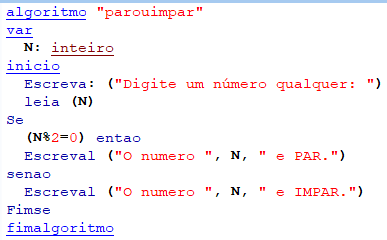 algoritmo "parouimpar"
var
N: inteiro
inicio
Escreva: ("Digite um número qualquer: ")
leia (N)
Se
(N%2=0) entao
Escreval ("O numero ", N, " e PAR.")
senao
Escreval ("O numero ", N, " e IMPAR.")
Fimse
fimalgoritmo